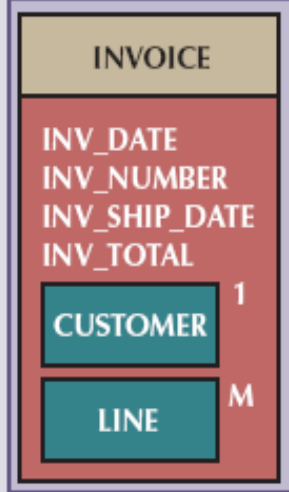 INVOICE
INV_DATE
INV_NUMBER
INV_SHIP_DATE
INV_TOTAL
1
CUSTOMER
M
LINE